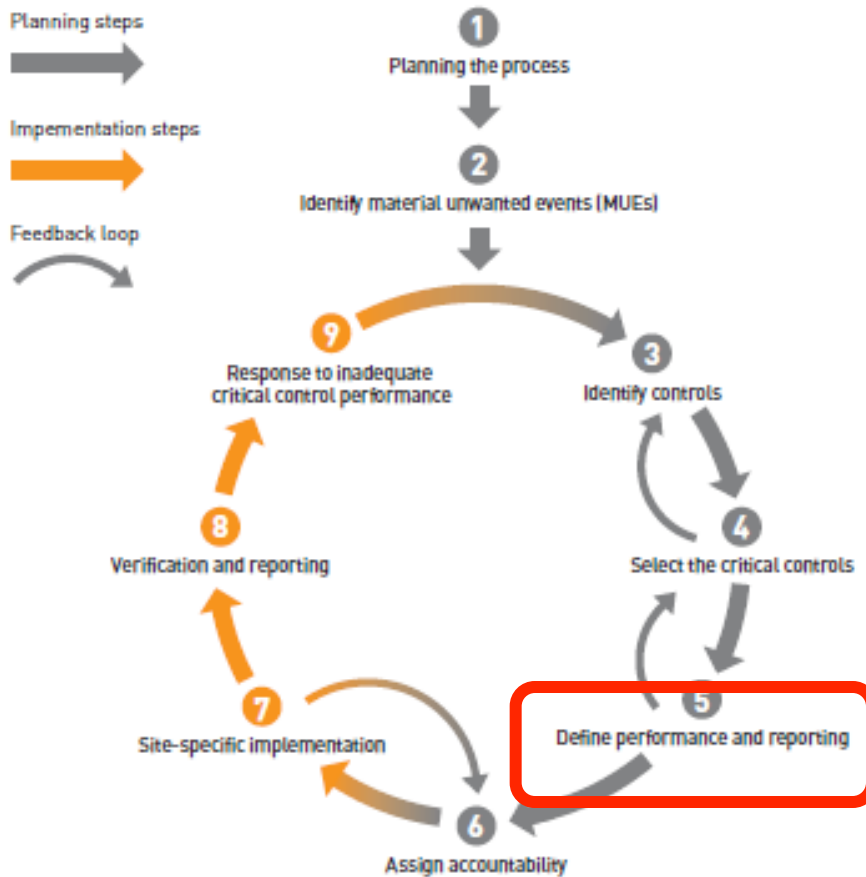 Planning steps
Impementation steps
Feedback loop
1
Planning the process
2
Identify material unwanted events (MUEs)
3
Identify controls
4
Select the critical controls
5
Define performance and reporting
6
Assign accountability
7
Site-specific implementation
8
Verification and reporting
9
Response to inadequate
critical control performance